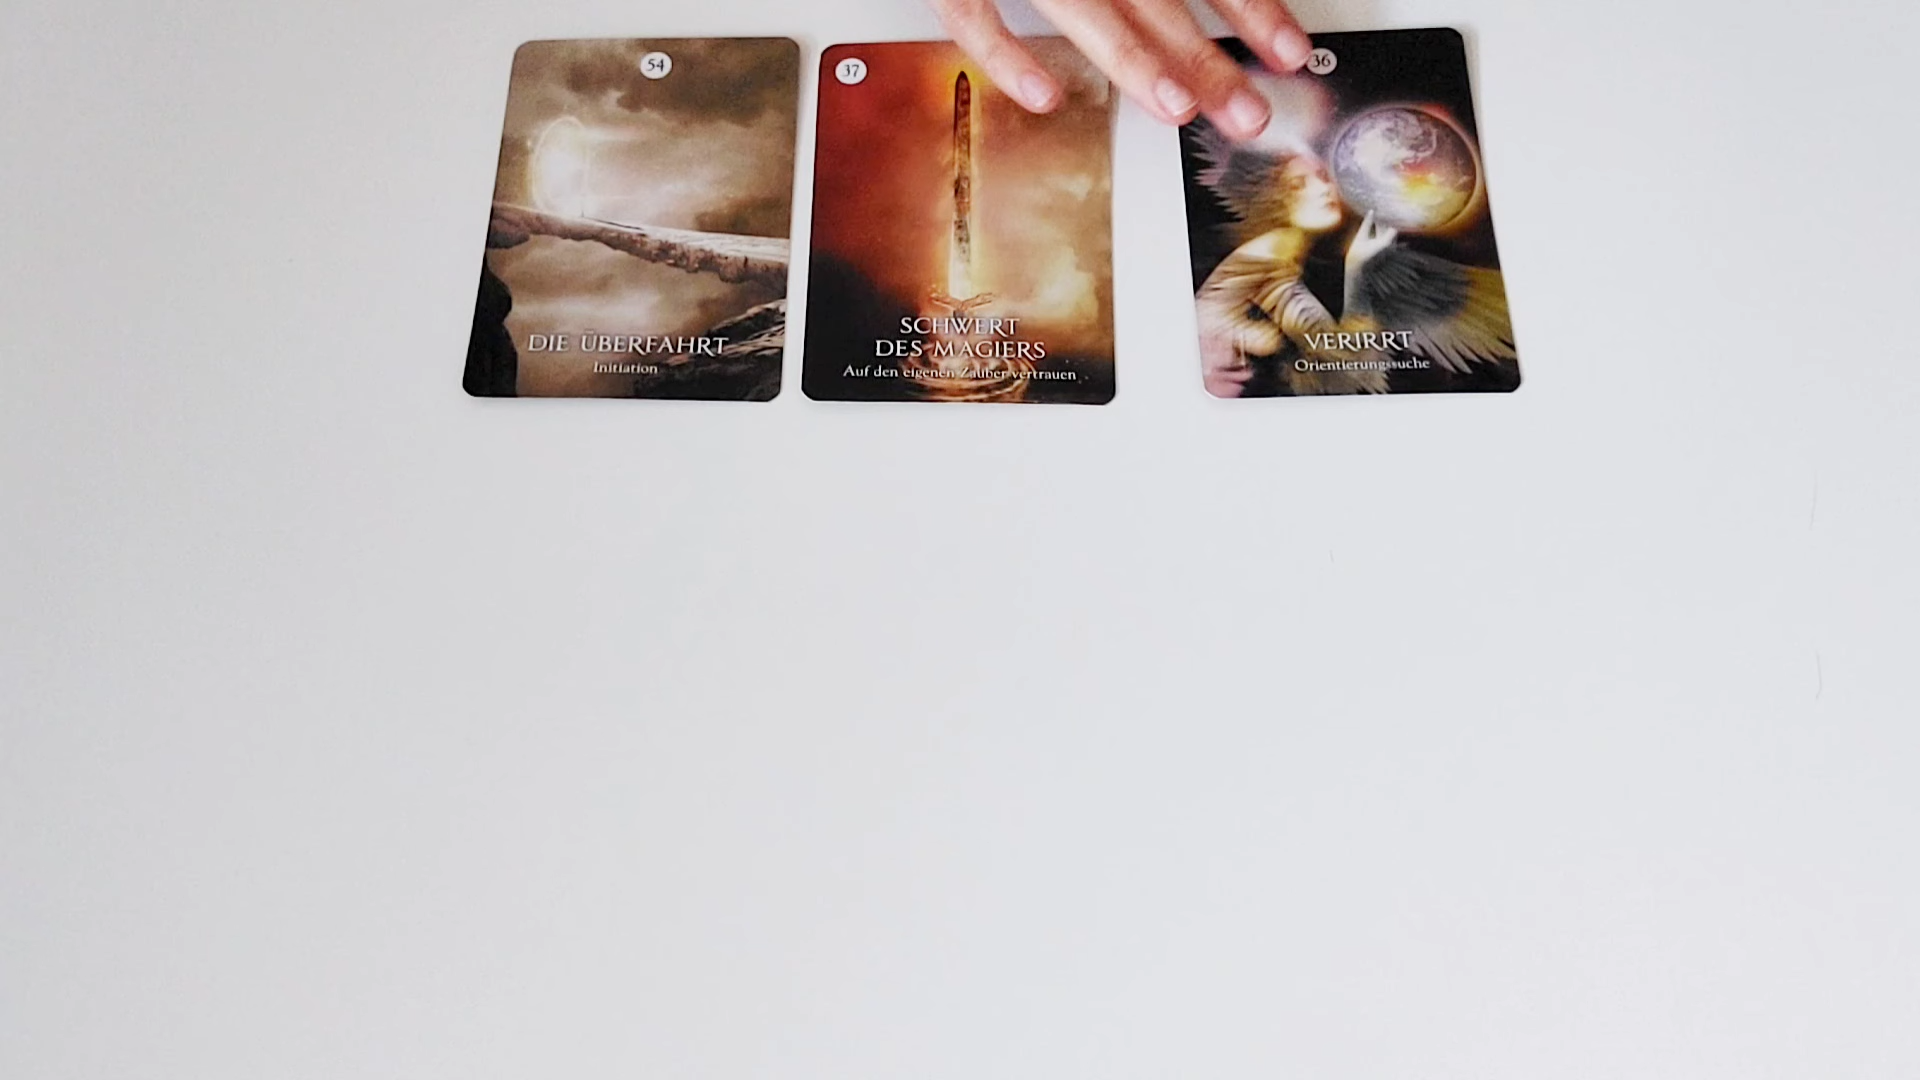 54
DIE ÜBERFAHRT
Initiation
37
SCHWERT
DES MAGIERS
Auf den eigenen Zauber vertrauen
36
VERIRRT
Orientierungssuche